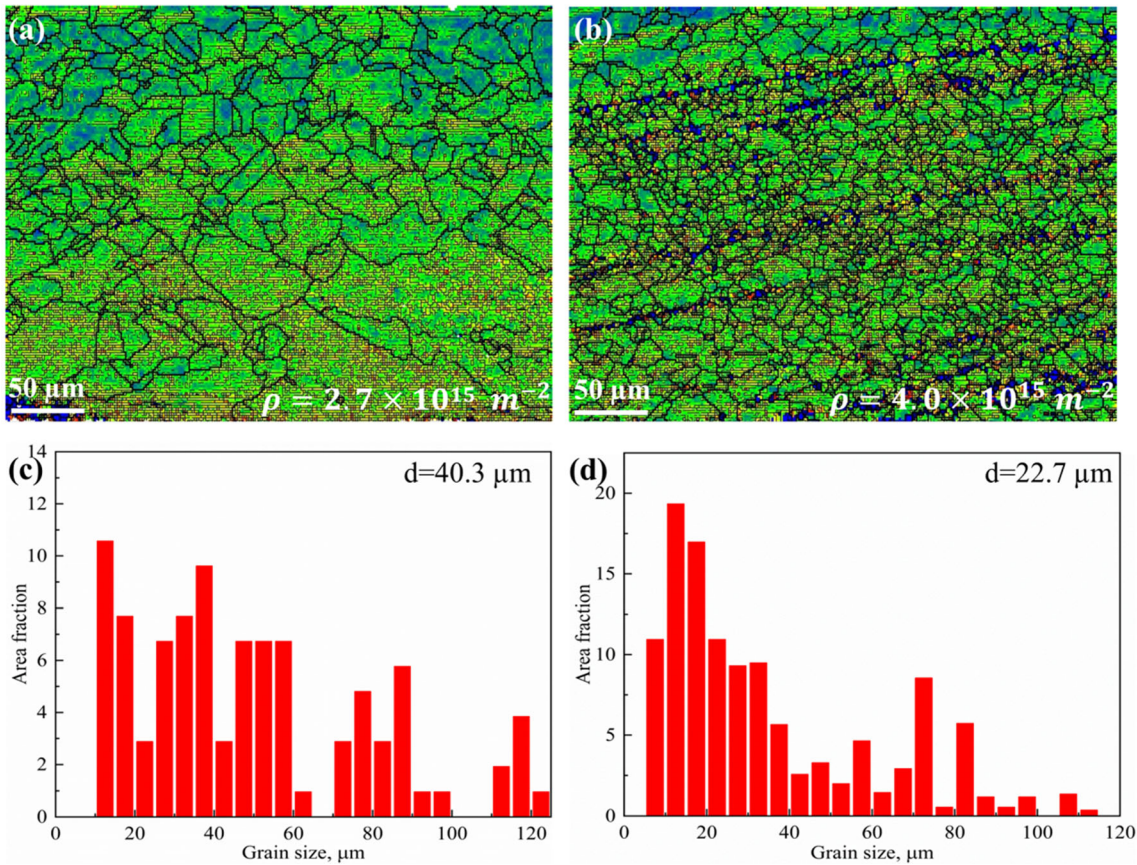 (a)
50 µm
ρ = 2.7 × 10¹⁵ m⁻²
(b)
50 µm
ρ = 4 0 × 10¹⁵ m⁻²
(c)
d=40.3 µm
14
12
10
8
6
4
2
0
Area fraction
0 20 40 60 80 100 120
Grain size, µm
(d)
d=22.7 µm
20
15
10
5
0
Area fraction
0 20 40 60 80 100 120
Grain size, µm